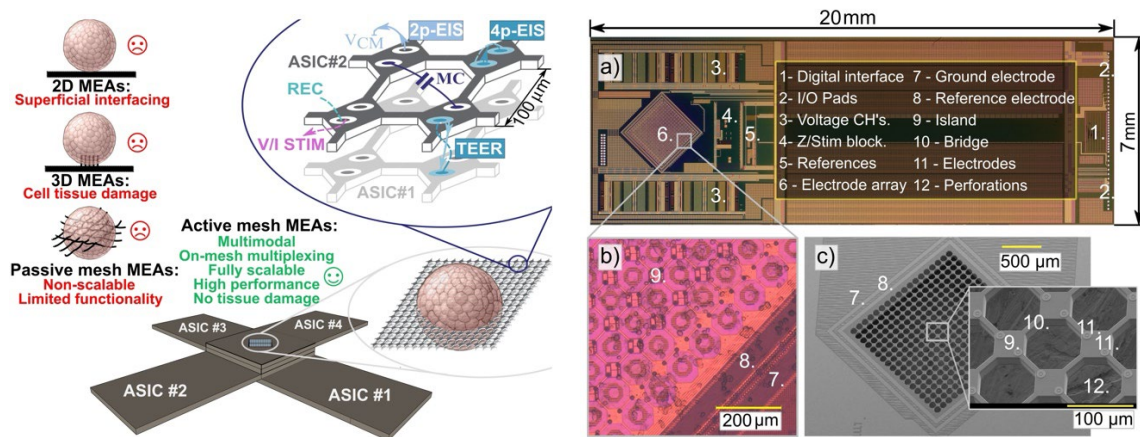 2D MEAs:
Superficial interfacing
3D MEAs:
Cell tissue damage
Passive mesh MEAs:
Non-scalable
Limited functionality
Active mesh MEAs:
Multimodal
On-mesh multiplexing
Fully scalable
High performance
No tissue damage
VCM
2p-EIS
4p-EIS
ASIC#2
MC
REC
100 µm
V/I STIM
TEER
ASIC#1
ASIC #3
ASIC #4
ASIC #2
ASIC #1
20mm
7mm
a)
3.
2.
1- Digital interface
2- I/O Pads
3- Voltage CH's.
4- Z/Stim block.
5- References
6 - Electrode array
7 - Ground electrode
8 - Reference electrode
9 - Island
10 - Bridge
11 - Electrodes
12 - Perforations
6.
4.
5.
1.
3.
2.
b)
9.
8.
7.
200 µm
c)
500 µm
8.
7.
10.
11.
9.
11.
12.
100 µm